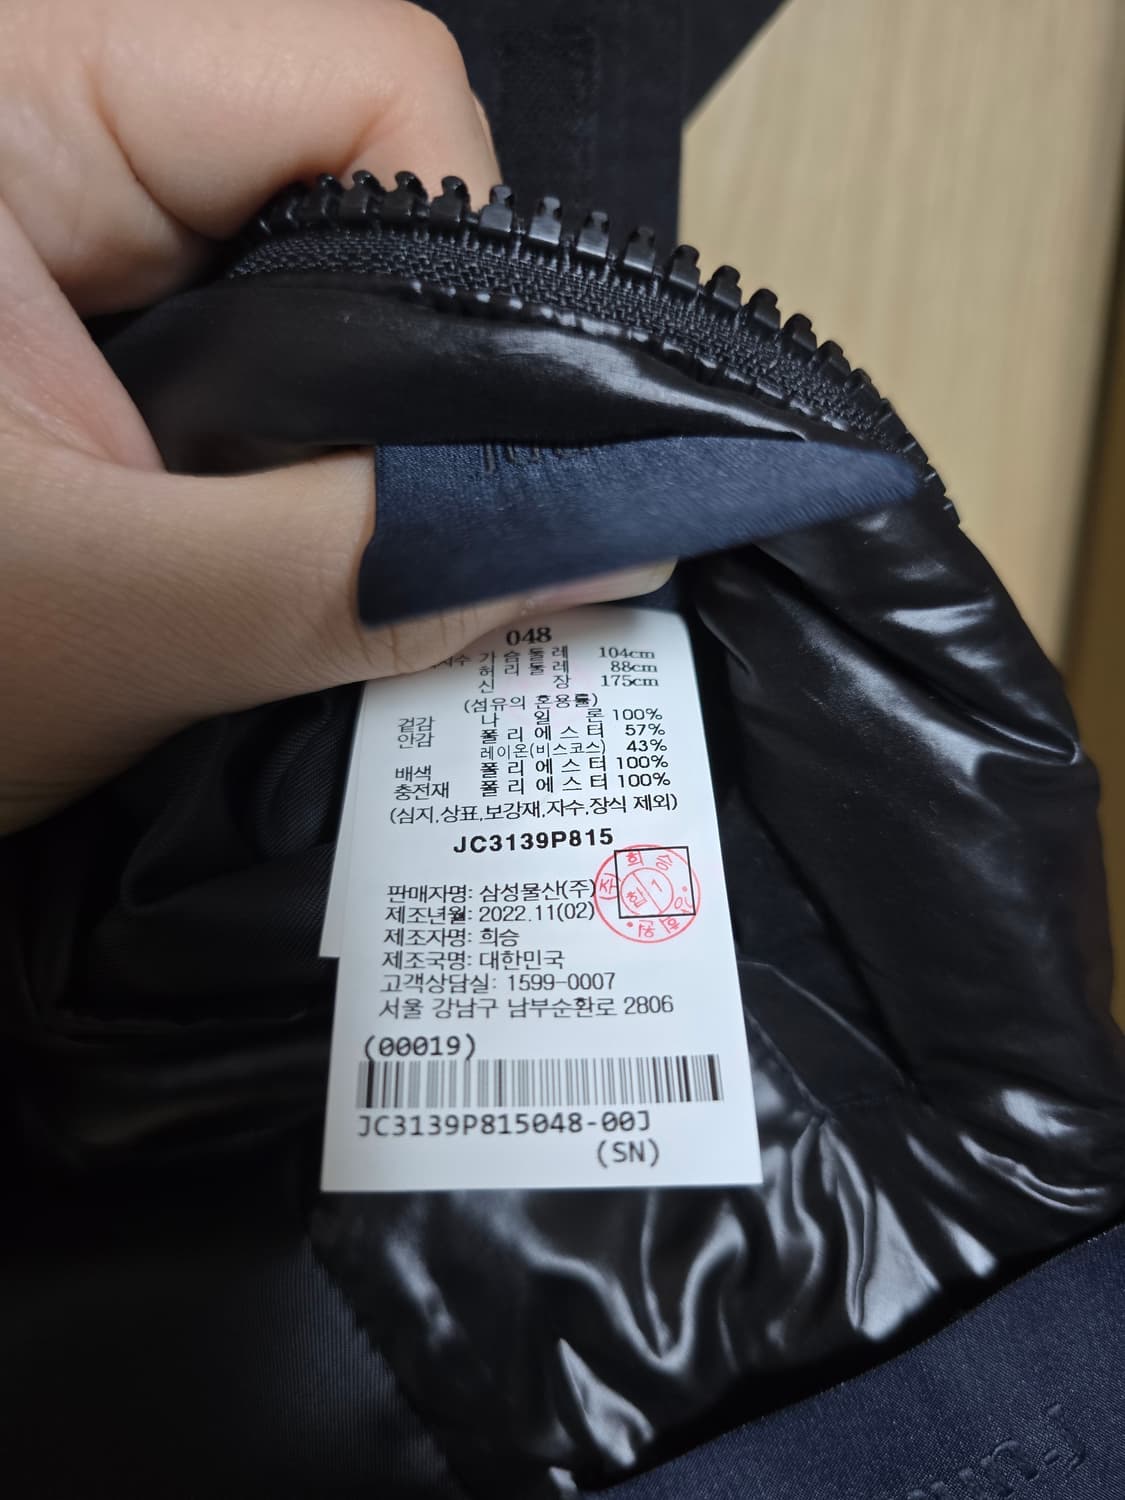 048
가슴둘레 104cm
허리둘레 88cm
신장 175cm
(섬유의 혼용률)
겉감 나일론 100%
안감 폴리에스터 57%
레이온(비스코스) 43%
배색 폴리에스터 100%
충전재 폴리에스터 100%
(심지,상표,보강재,자수,장식 제외)
JC3139P815
판매자명: 삼성물산(주)
제조년월: 2022.11(02)
제조자명: 희승
제조국명: 대한민국
고객상담실: 1599-0007
서울 강남구 남부순환로 2806
(00019)
JC3139P815048-00J
(SN)